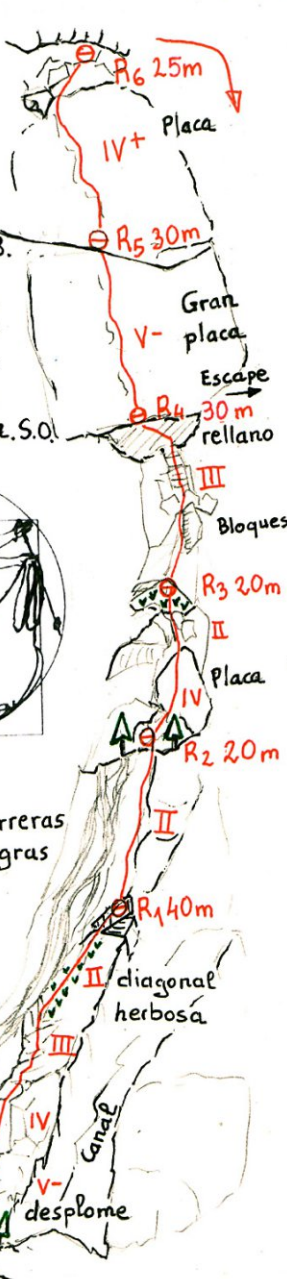 R6 25m
Placa
IV+
R5 30m
Gran
placa
V-
Escape
R4 30m
rellano
S.O.
III
Bloques
R3 20m
II
Placa
IV
R2 20m
II
rreras
gras
R1 40m
II diagonal
herbosa
III
IV
Canal
V-
desplome